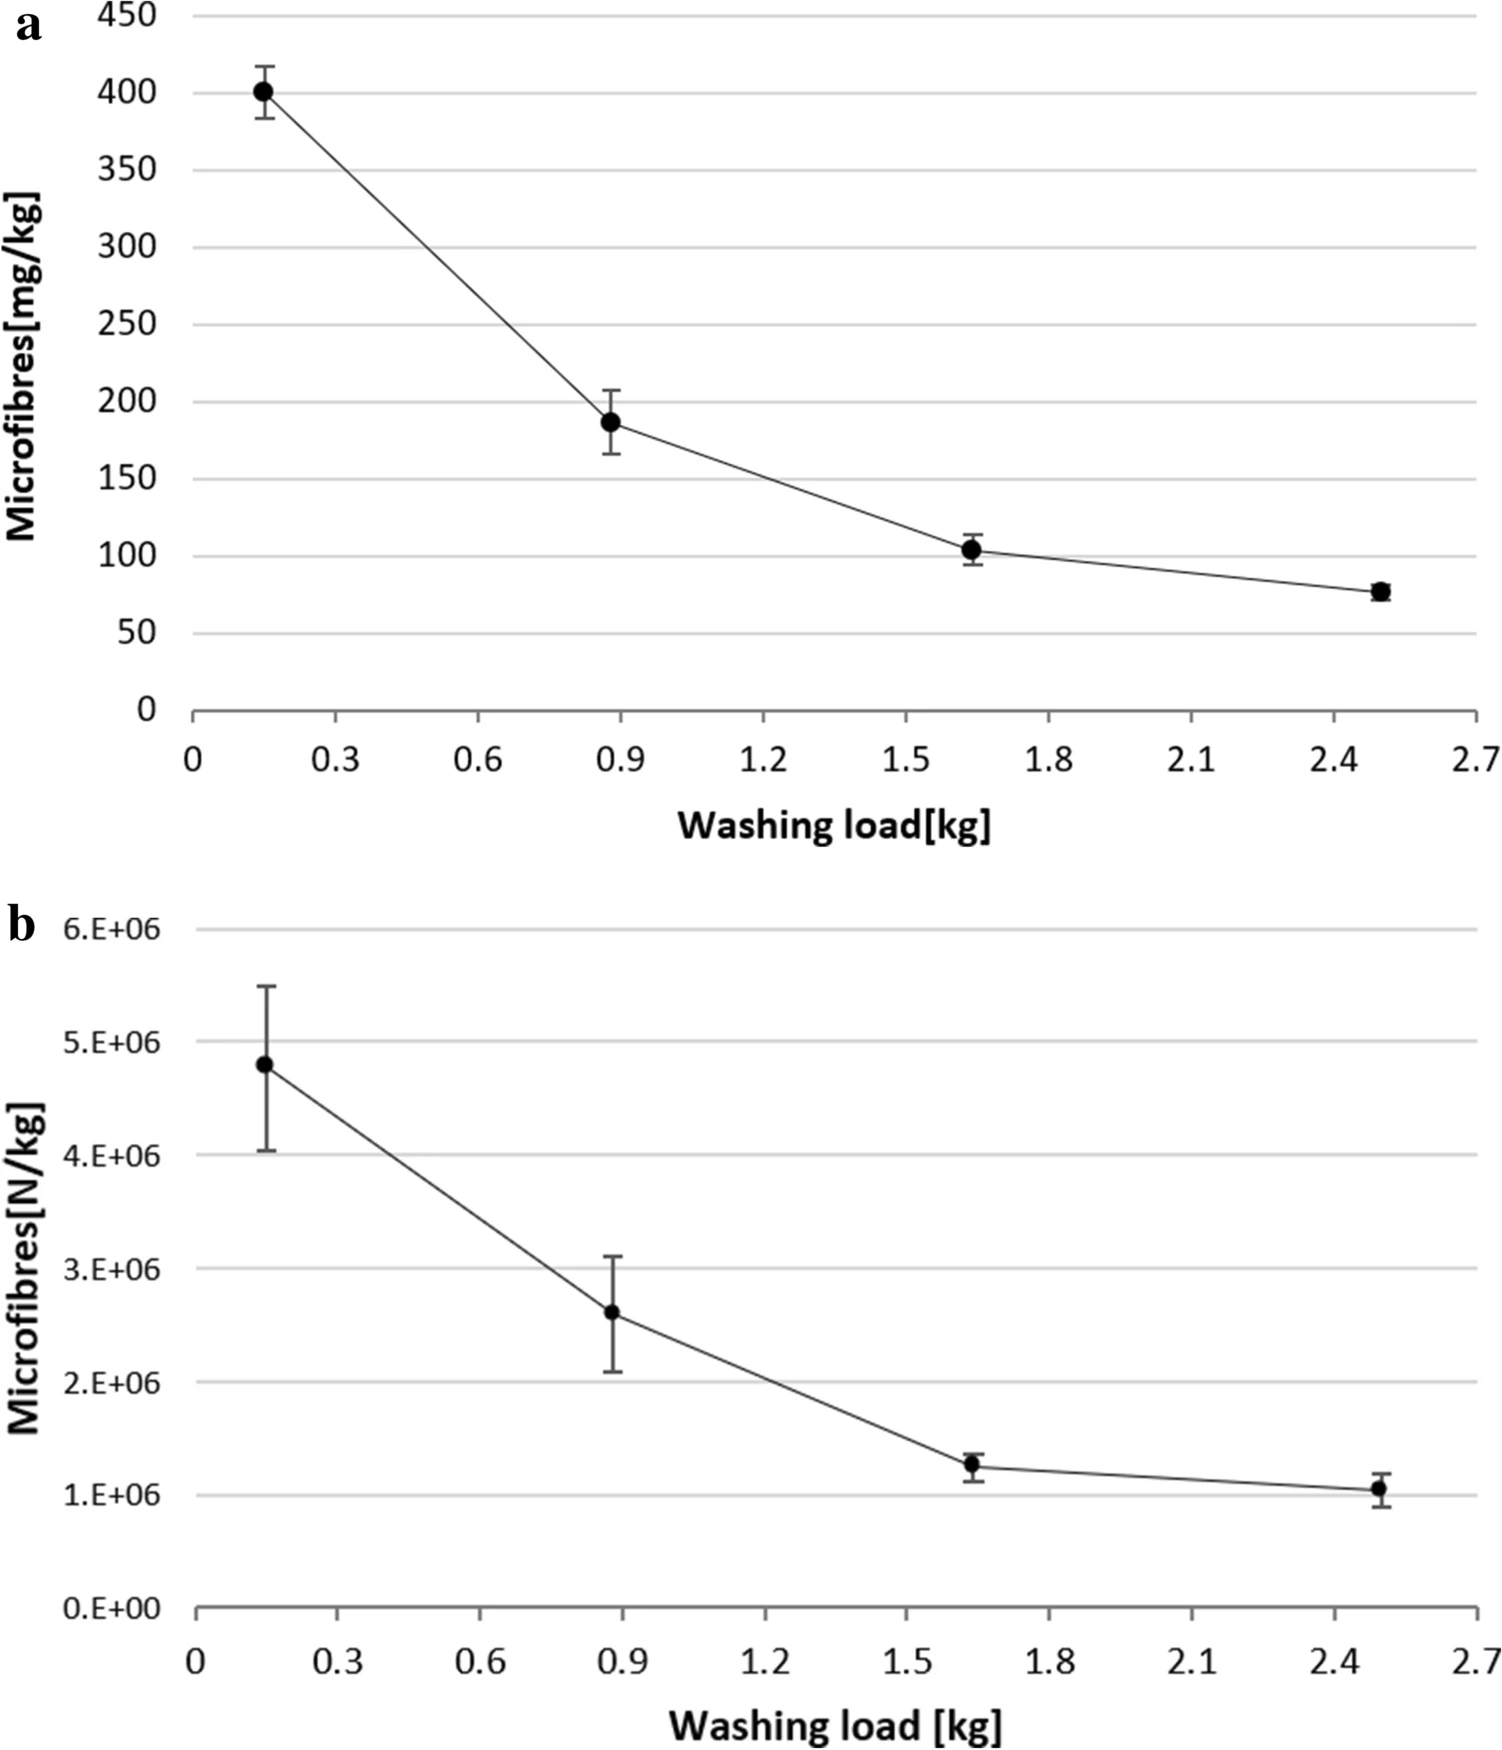 a
450
400
350
300
250
200
150
100
50
0
Microfibres[mg/kg]
0 0.3 0.6 0.9 1.2 1.5 1.8 2.1 2.4 2.7
Washing load[kg]
b
6.E+06
5.E+06
4.E+06
3.E+06
2.E+06
1.E+06
0.E+00
Microfibres[N/kg]
0 0.3 0.6 0.9 1.2 1.5 1.8 2.1 2.4 2.7
Washing load [kg]